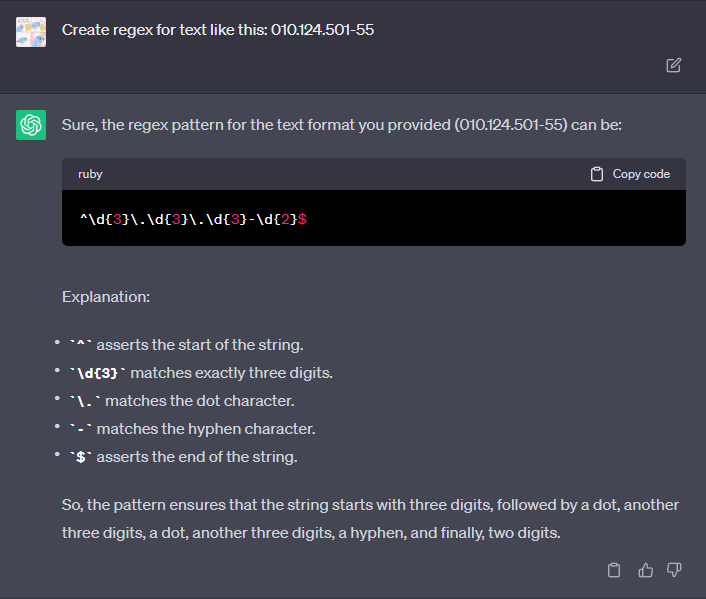 Create regex for text like this: 010.124.501-55
Sure, the regex pattern for the text format you provided (010.124.501-55) can be:
ruby
Copy code
^\d{3}\.\d{3}\.\d{3}-\d{2}$
Explanation:
• `^` asserts the start of the string.
• `\d{3}` matches exactly three digits.
• `\.` matches the dot character.
• `-` matches the hyphen character.
• `$` asserts the end of the string.
So, the pattern ensures that the string starts with three digits, followed by a dot, another
three digits, a dot, another three digits, a hyphen, and finally, two digits.